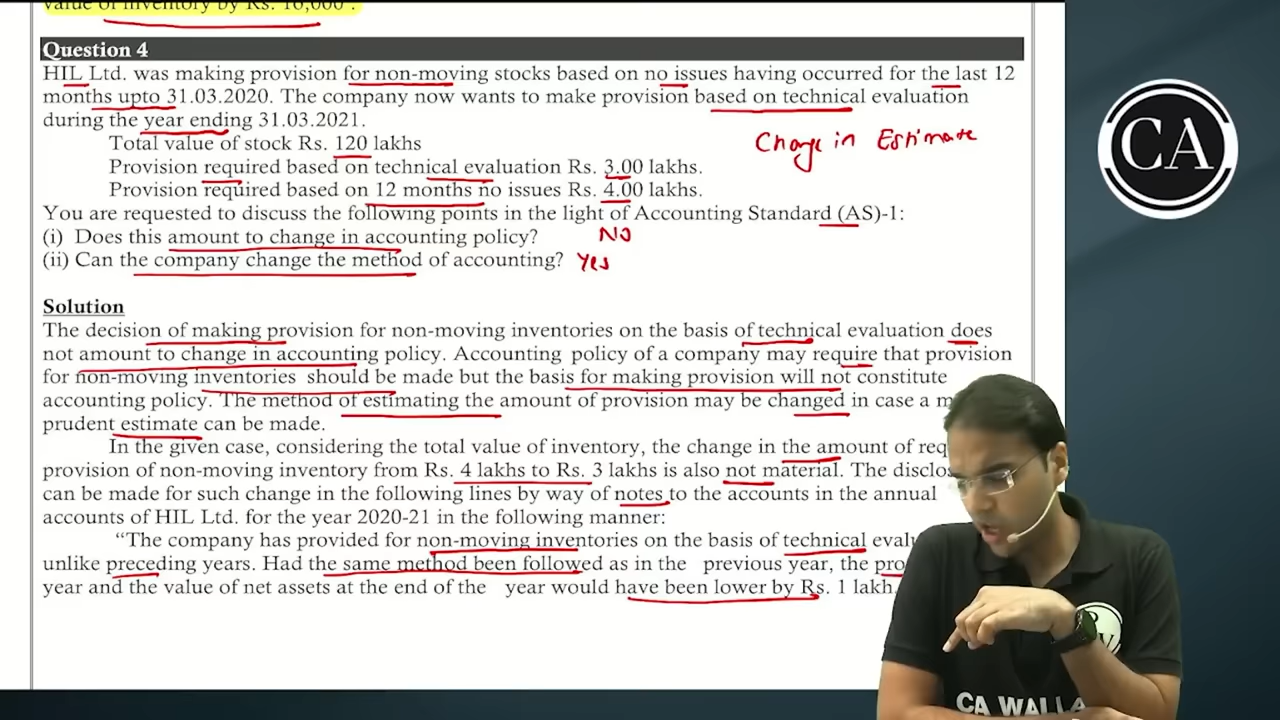 value of inventory by Rs. 10,000".
Question 4
HIL Ltd. was making provision for non-moving stocks based on no issues having occurred for the last 12
months upto 31.03.2020. The company now wants to make provision based on technical evaluation
during the year ending 31.03.2021.
Total value of stock Rs. 120 lakhs
Provision required based on technical evaluation Rs. 3.00 lakhs.
Provision required based on 12 months no issues Rs. 4.00 lakhs.
Change in Estimate
You are requested to discuss the following points in the light of Accounting Standard (AS)-1:
(i) Does this amount to change in accounting policy? NO
(ii) Can the company change the method of accounting? Yes
Solution
The decision of making provision for non-moving inventories on the basis of technical evaluation does
not amount to change in accounting policy. Accounting policy of a company may require that provision
for non-moving inventories should be made but the basis for making provision will not constitute
accounting policy. The method of estimating the amount of provision may be changed in case a m
prudent estimate can be made.
In the given case, considering the total value of inventory, the change in the amount of req
provision of non-moving inventory from Rs. 4 lakhs to Rs. 3 lakhs is also not material. The disclos
can be made for such change in the following lines by way of notes to the accounts in the annual
accounts of HIL Ltd. for the year 2020-21 in the following manner:
"The company has provided for non-moving inventories on the basis of technical evalu
unlike preceding years. Had the same method been followed as in the previous year, the pro
year and the value of net assets at the end of the year would have been lower by Rs. 1 lakh.
CA
CA WALLA